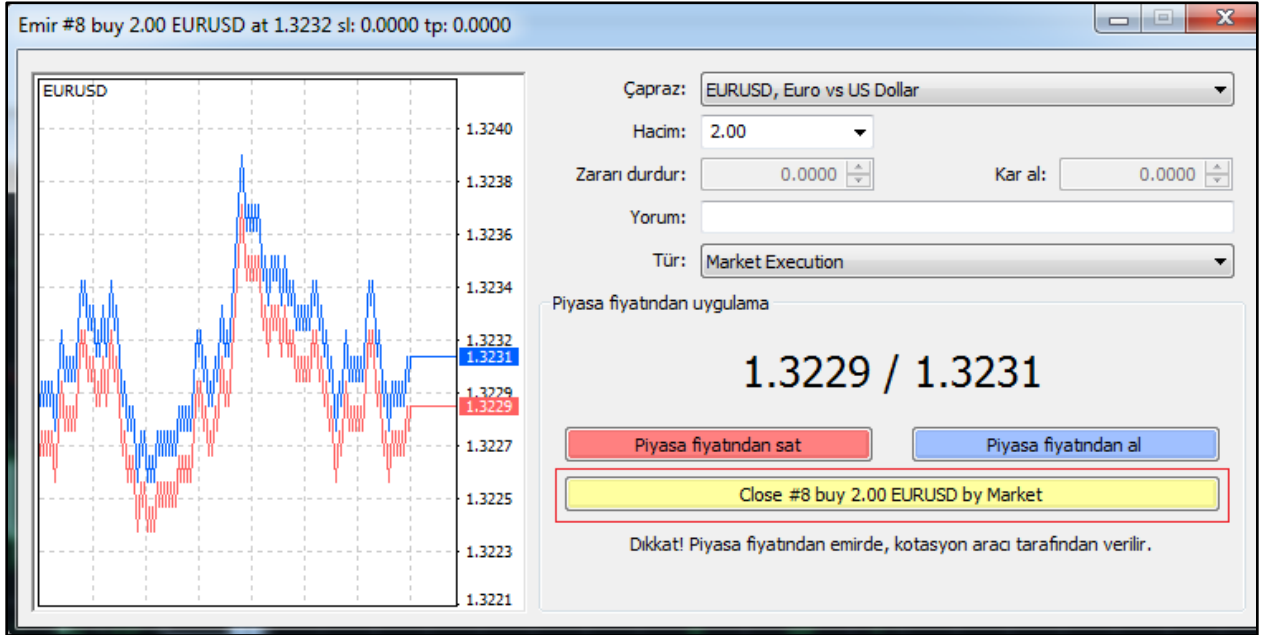 Emir #8 buy 2.00 EURUSD at 1.3232 sl: 0.0000 tp: 0.0000
EURUSD
1.3240
1.3238
1.3236
1.3234
1.3232
1.3231
1.3229
1.3229
1.3227
1.3225
1.3223
1.3221
Çapraz: EURUSD, Euro vs US Dollar
Hacim: 2.00
Zararı durdur: 0.0000 Kar al: 0.0000
Yorum:
Tür: Market Execution
Piyasa fiyatından uygulama
1.3229 / 1.3231
Piyasa fiyatından sat Piyasa fiyatından al
Close #8 buy 2.00 EURUSD by Market
Dıkkat! Piyasa fiyatından emirde, kotasyon aracı tarafından verilir.